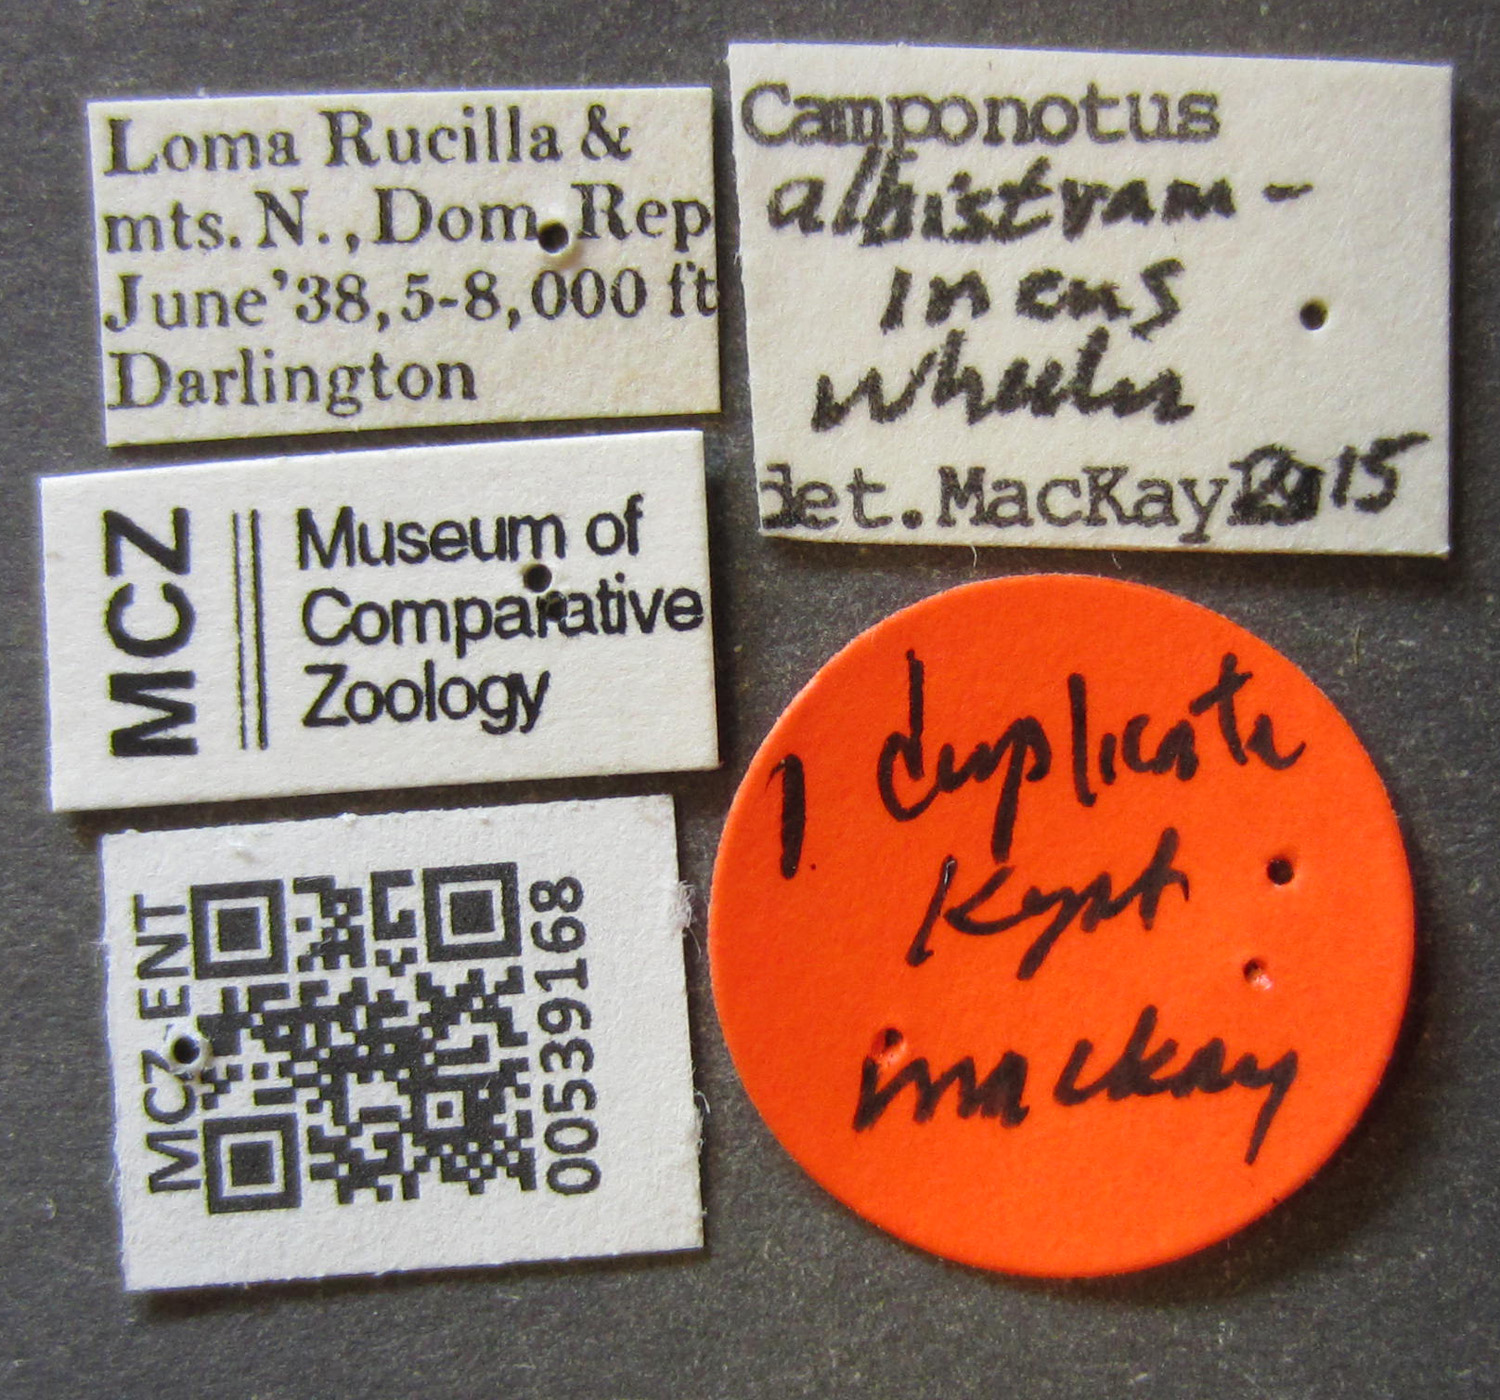 Loma Rucilla &
mts. N., Dom. Rep
June '38, 5-8,000 ft
Darlington
Camponotus
albistram-
ineus
wheeler
det. MacKay 2015
MCZ
Museum of
Comparative
Zoology
MCZ-ENT
00539168
1 duplicate
Kept
mackay